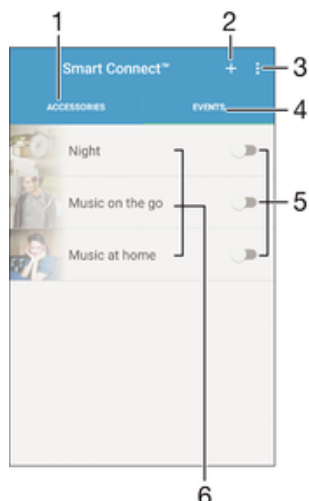 1
2
Smart Connect™
3
ACCESSORIES
EVENTS
4
Night
Music on the go
5
Music at home
6